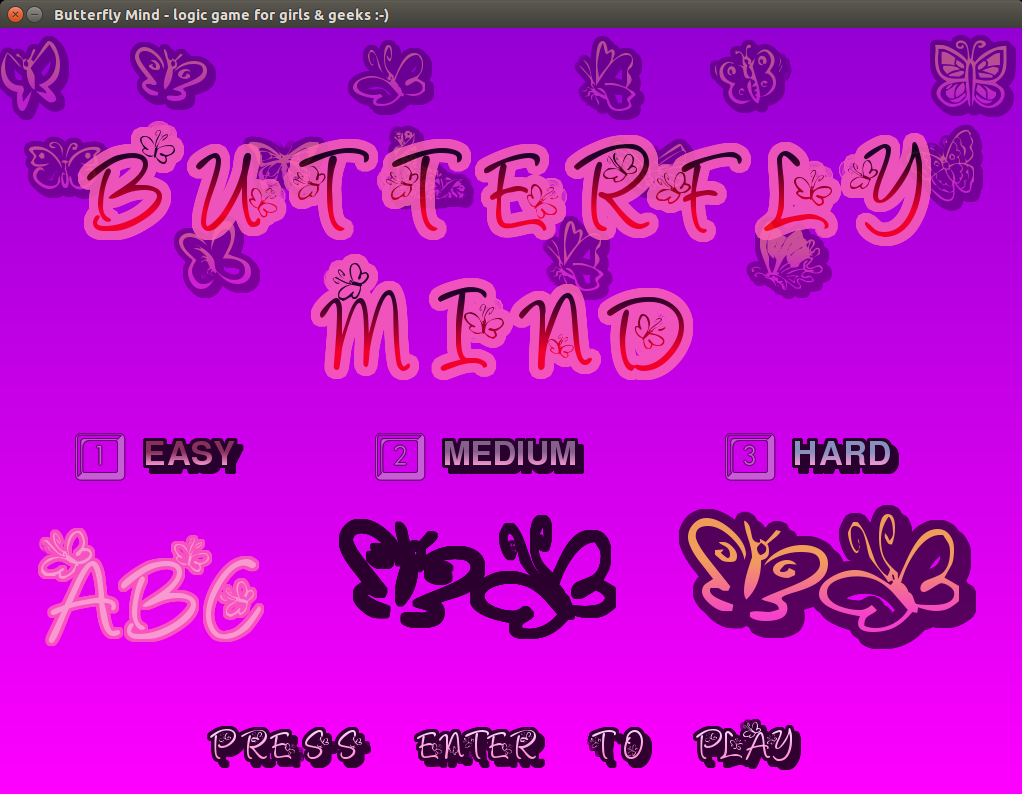 Butterfly Mind - logic game for girls & geeks :-)
BUTTERFLY
MIND
1 EASY 2 MEDIUM 3 HARD
ABC
PRESS ENTER TO PLAY